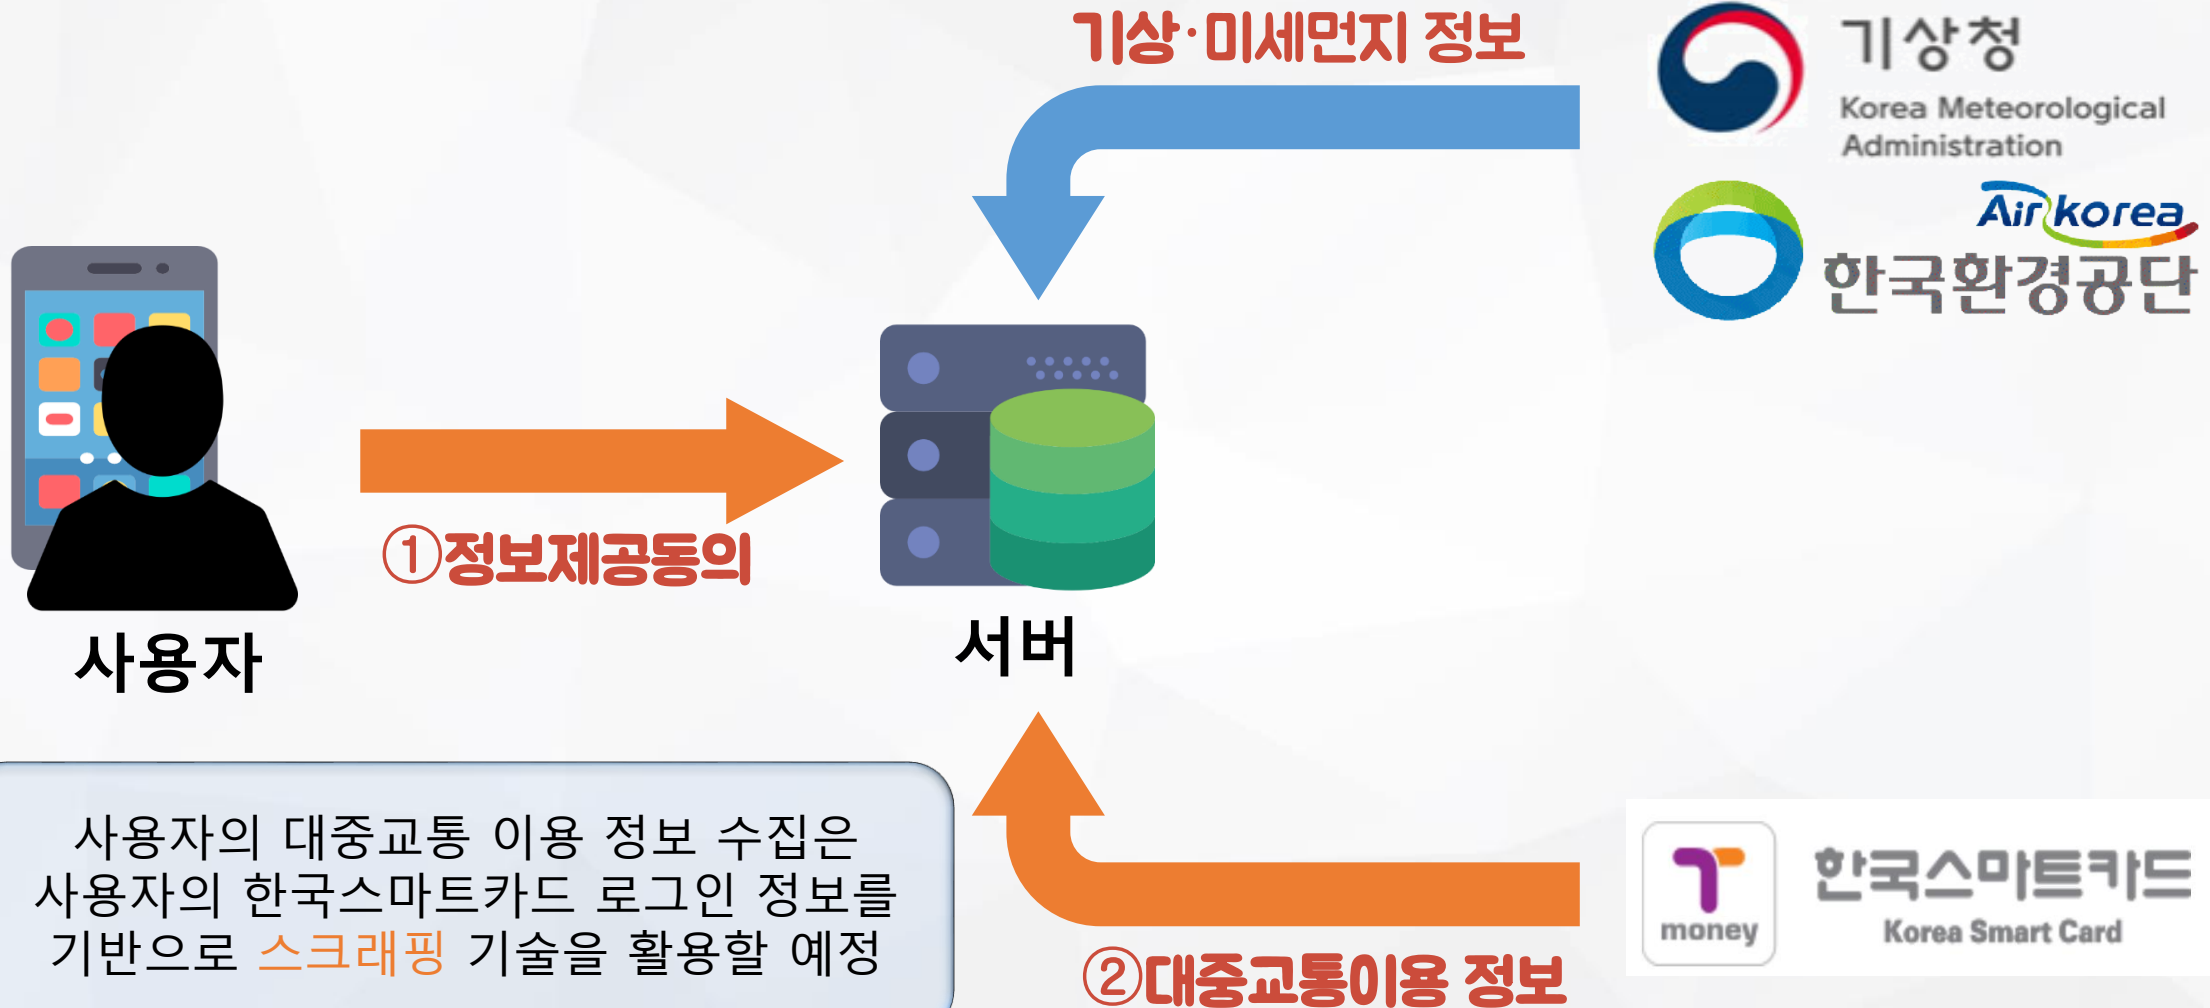 기상·미세먼지 정보
기상청
Korea Meteorological
Administration
Airkorea
한국환경공단
①정보제공동의
사용자
서버
사용자의 대중교통 이용 정보 수집은
사용자의 한국스마트카드 로그인 정보를
기반으로 스크래핑 기술을 활용할 예정
②대중교통이용 정보
T
money
한국스마트카드
Korea Smart Card